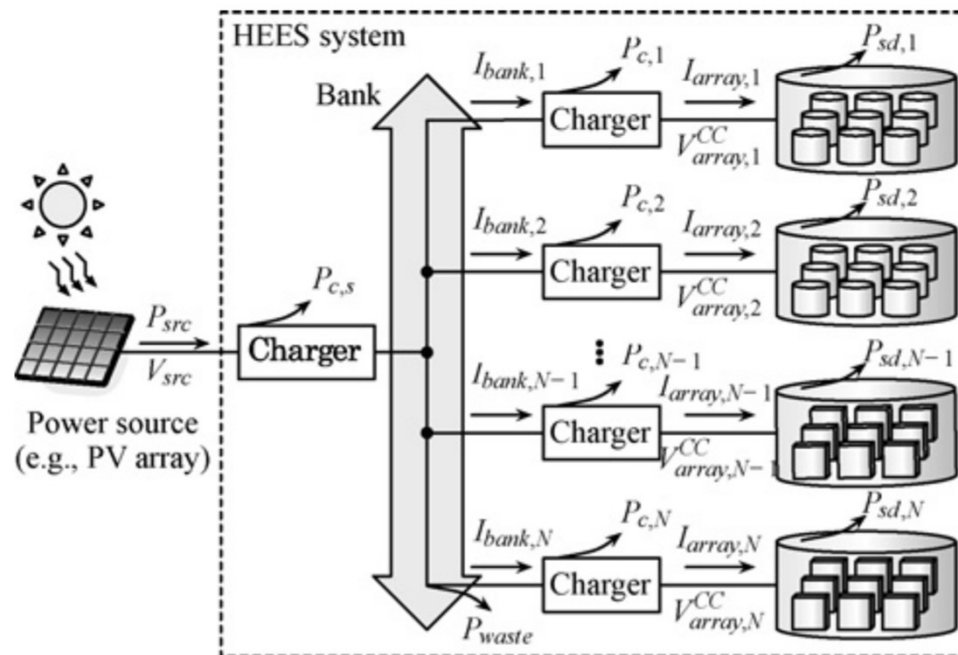 HEES system
Bank
I_{bank,1}
P_{c,1}
Charger
I_{array,1}
V^{CC}_{array,1}
P_{sd,1}
I_{bank,2}
P_{c,2}
Charger
I_{array,2}
V^{CC}_{array,2}
P_{sd,2}
P_{src}
V_{src}
Power source
(e.g., PV array)
P_{c,s}
Charger
I_{bank,N-1}
P_{c,N-1}
Charger
I_{array,N-1}
V^{CC}_{array,N-1}
P_{sd,N-1}
I_{bank,N}
P_{c,N}
Charger
I_{array,N}
V^{CC}_{array,N}
P_{sd,N}
P_{waste}